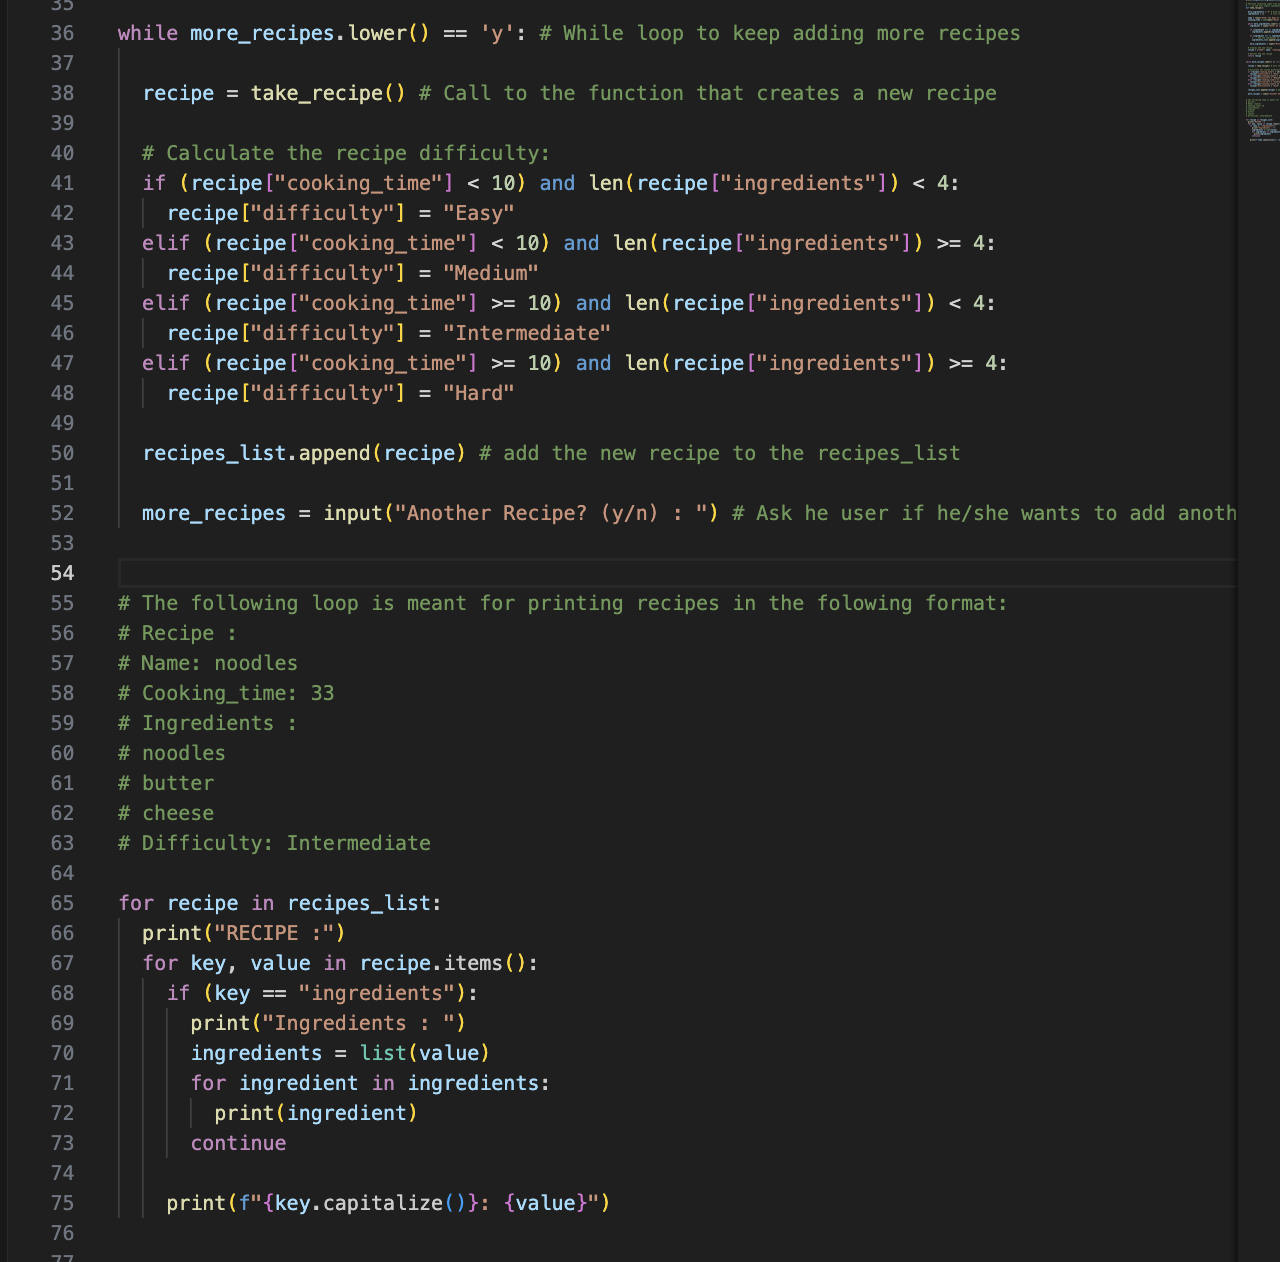 35
36 while more_recipes.lower() == 'y': # While loop to keep adding more recipes
37
38 recipe = take_recipe() # Call to the function that creates a new recipe
39
40 # Calculate the recipe difficulty:
41 if (recipe["cooking_time"] < 10) and len(recipe["ingredients"]) < 4:
42 recipe["difficulty"] = "Easy"
43 elif (recipe["cooking_time"] < 10) and len(recipe["ingredients"]) >= 4:
44 recipe["difficulty"] = "Medium"
45 elif (recipe["cooking_time"] >= 10) and len(recipe["ingredients"]) < 4:
46 recipe["difficulty"] = "Intermediate"
47 elif (recipe["cooking_time"] >= 10) and len(recipe["ingredients"]) >= 4:
48 recipe["difficulty"] = "Hard"
49
50 recipes_list.append(recipe) # add the new recipe to the recipes_list
51
52 more_recipes = input("Another Recipe? (y/n) : ") # Ask he user if he/she wants to add anoth
53
54
55 # The following loop is meant for printing recipes in the folowing format:
56 # Recipe :
57 # Name: noodles
58 # Cooking_time: 33
59 # Ingredients :
60 # noodles
61 # butter
62 # cheese
63 # Difficulty: Intermediate
64
65 for recipe in recipes_list:
66 print("RECIPE :")
67 for key, value in recipe.items():
68 if (key == "ingredients"):
69 print("Ingredients : ")
70 ingredients = list(value)
71 for ingredient in ingredients:
72 print(ingredient)
73 continue
74
75 print(f"{key.capitalize()}: {value}")
76
77